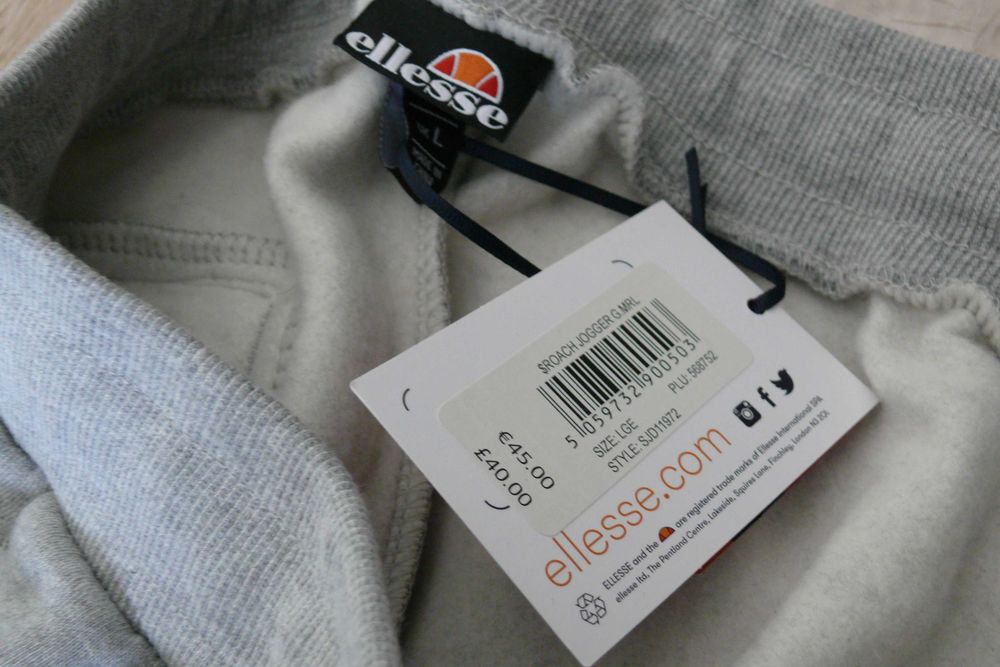 ellesse
L
$ROACH JOGGER G.MRL
5 059732 900503
PLU: 568752
SIZE: LGE
STYLE: SJD11972
€45.00
£40.00
ellesse.com
ELLESSE and the are registered trade marks of Ellesse International SPA
ellesse ltd, The Pentland Centre, Lakeside, Squires Lane, Finchley, London N3 2QL